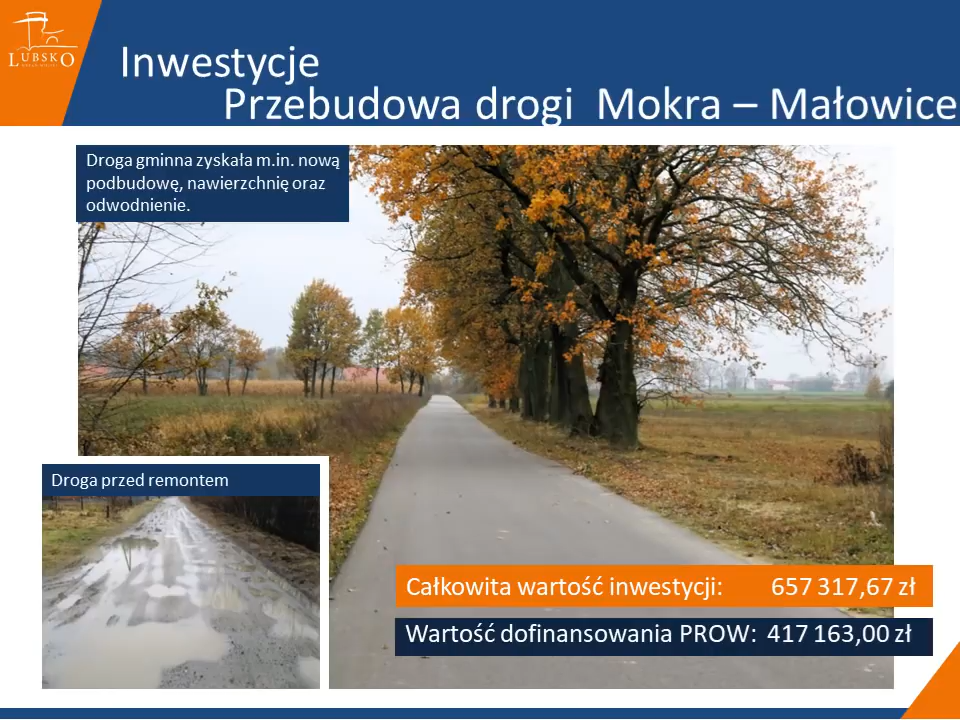 LUBSKO
Inwestycje
Przebudowa drogi Mokra – Małowice
Droga gminna zyskała m.in. nową
podbudowę, nawierzchnię oraz
odwodnienie.
Droga przed remontem
Całkowita wartość inwestycji: 657 317,67 zł
Wartość dofinansowania PROW: 417 163,00 zł